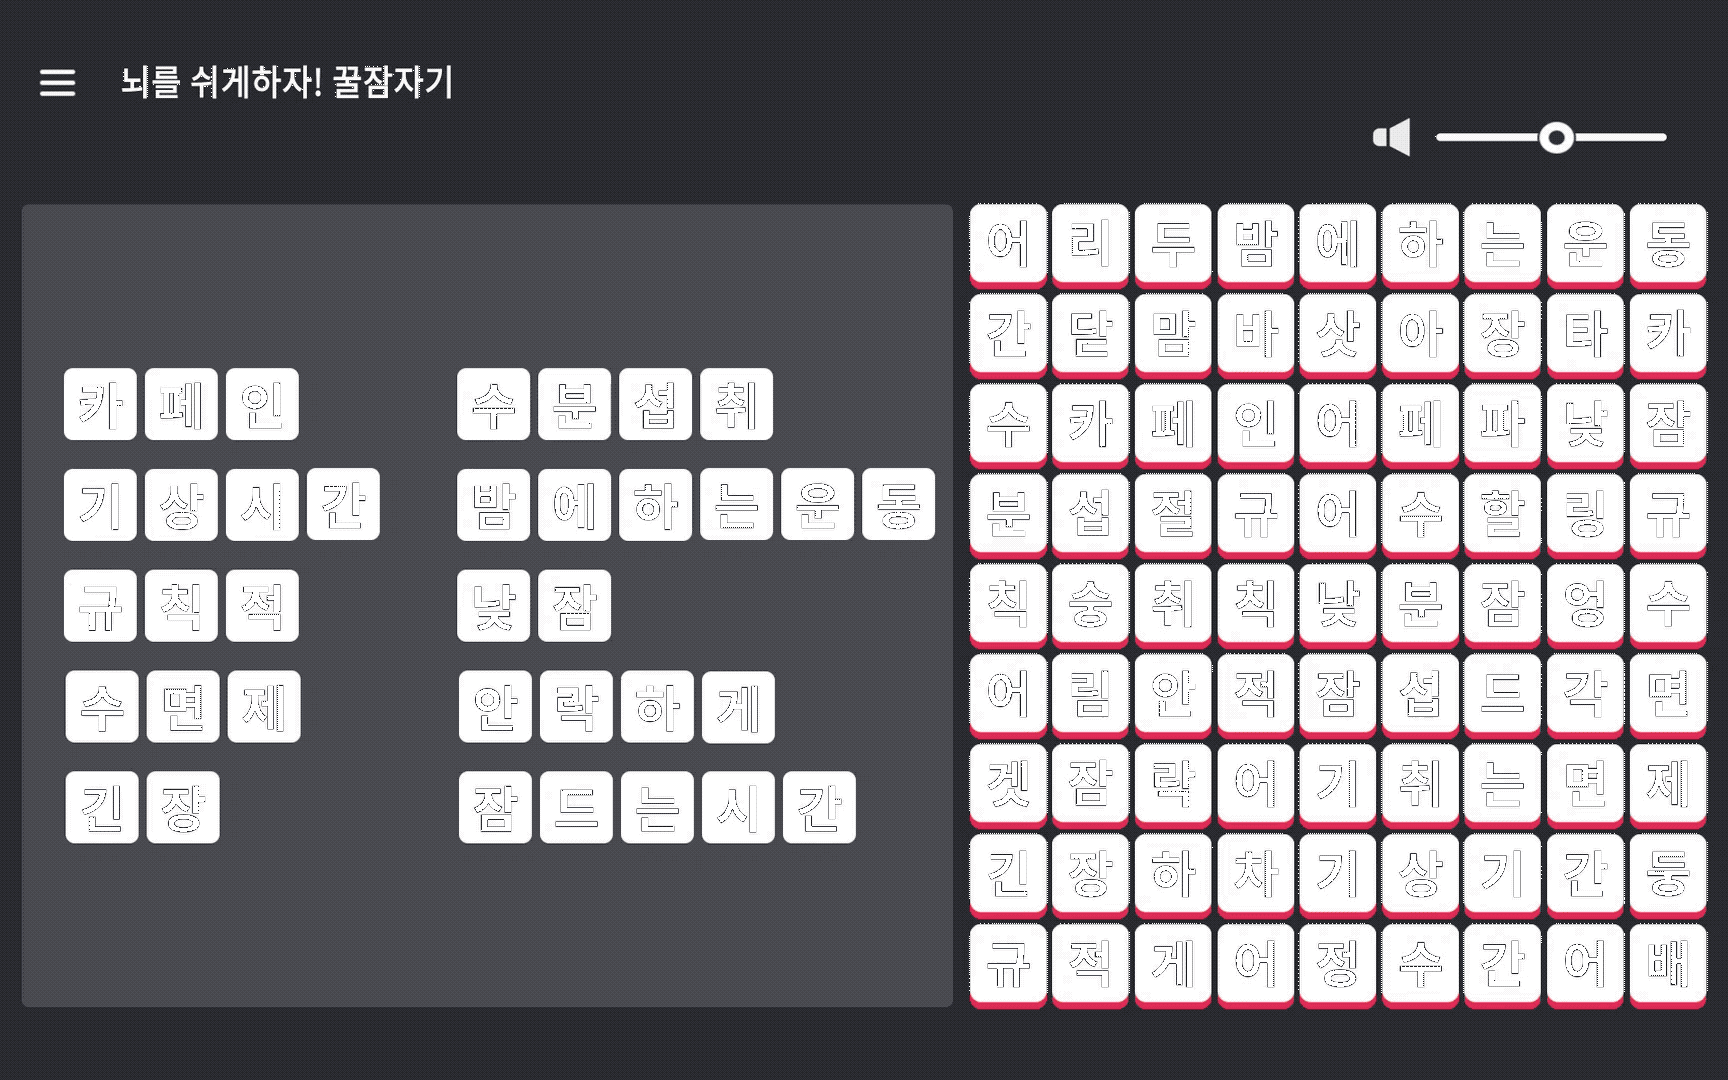 뇌를 쉬게하자! 꿀잠자기
카페인
기상시간
규칙적
수면제
긴장
수분섭취
밤에하는운동
낮잠
안락하게
잠드는시간
어리두밤에하는운동
간닫맘바삿아장타카
수카페인어페파낮잠
분섭절규어수할링규
칙숭취칙낮분잠엉수
어림안적잠섭드각면
겟잠락어기취는면제
긴장하차기상기간둥
규적게어정수간어배